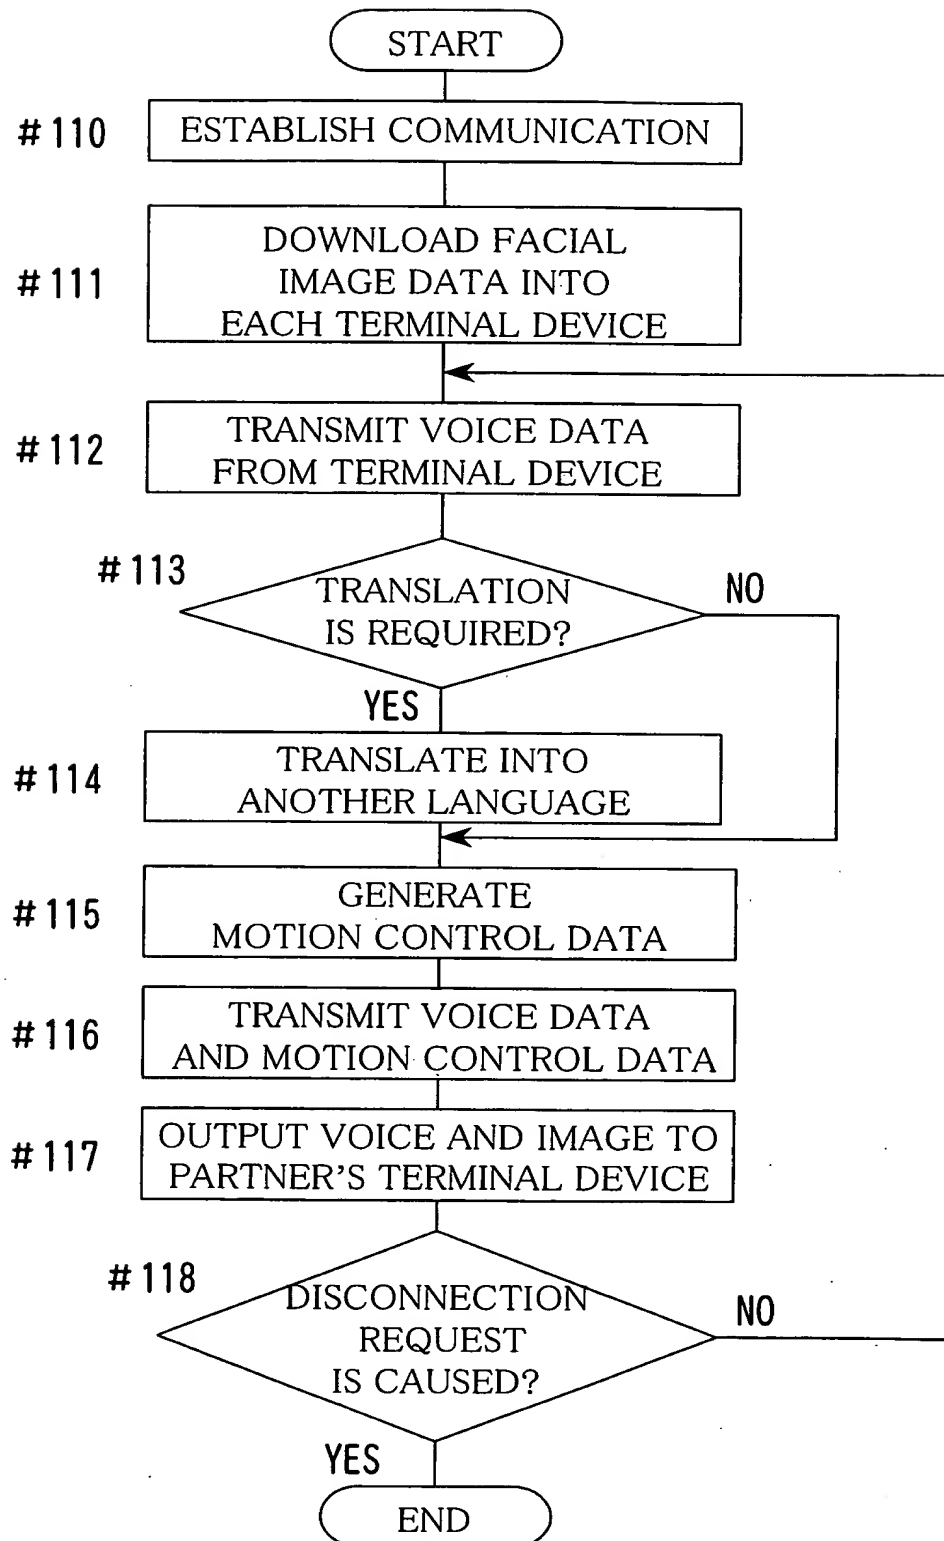 START
#110
ESTABLISH COMMUNICATION
#111
DOWNLOAD FACIAL
IMAGE DATA INTO
EACH TERMINAL DEVICE
#112
TRANSMIT VOICE DATA
FROM TERMINAL DEVICE
#113
TRANSLATION
IS REQUIRED?
NO
YES
#114
TRANSLATE INTO
ANOTHER LANGUAGE
#115
GENERATE
MOTION CONTROL DATA
#116
TRANSMIT VOICE DATA
AND MOTION CONTROL DATA
#117
OUTPUT VOICE AND IMAGE TO
PARTNER'S TERMINAL DEVICE
#118
DISCONNECTION
REQUEST
IS CAUSED?
NO
YES
END